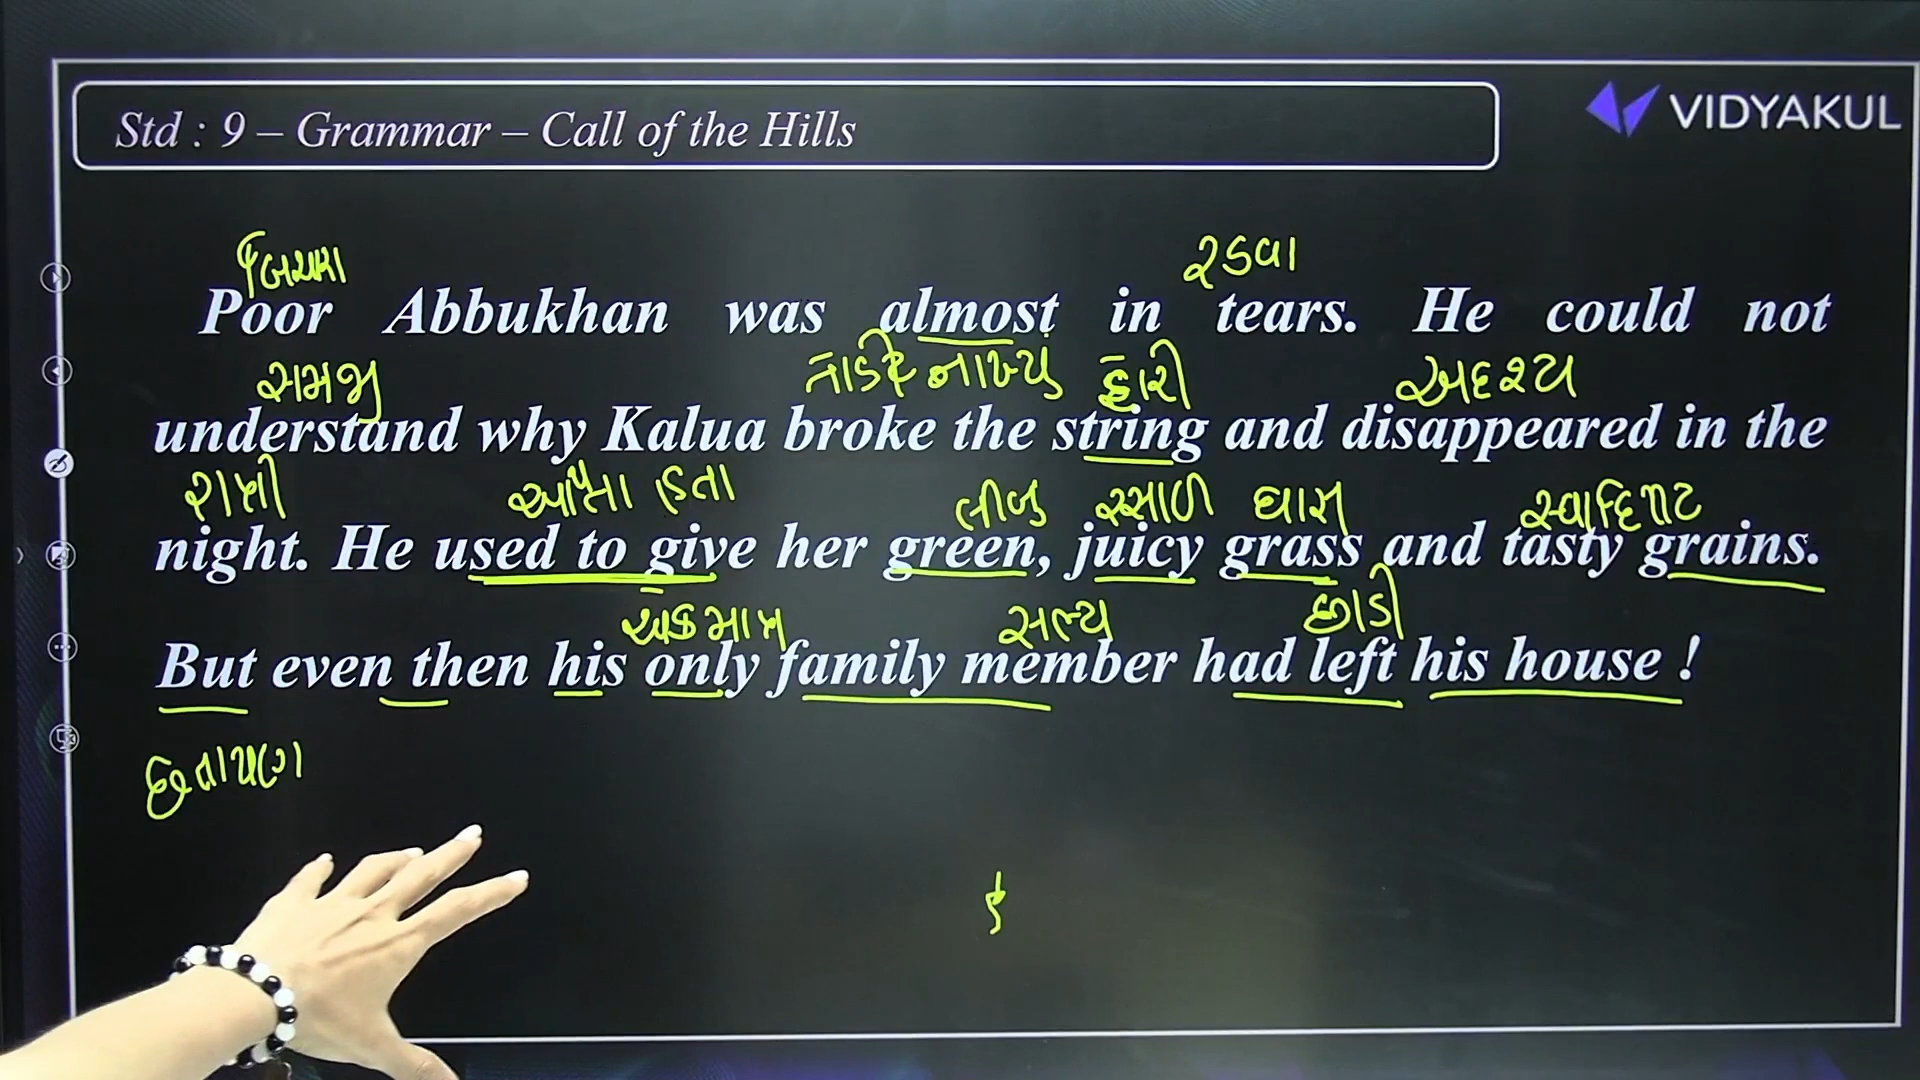 Std : 9 – Grammar – Call of the Hills
VIDYAKUL
રડવા
Poor Abbukhan was almost in tears. He could not
સમજી નાખ્યું અદ્રશ્ય
understand why Kalua broke the string and disappeared in the
રાત્રી આપતા હતા લીલુ રસાળ ઘાસ સ્વાદિષ્ટ
night. He used to give her green, juicy grass and tasty grains.
એકમાત્ર સભ્ય છોડી
But even then his only family member had left his house !
છતાપણ